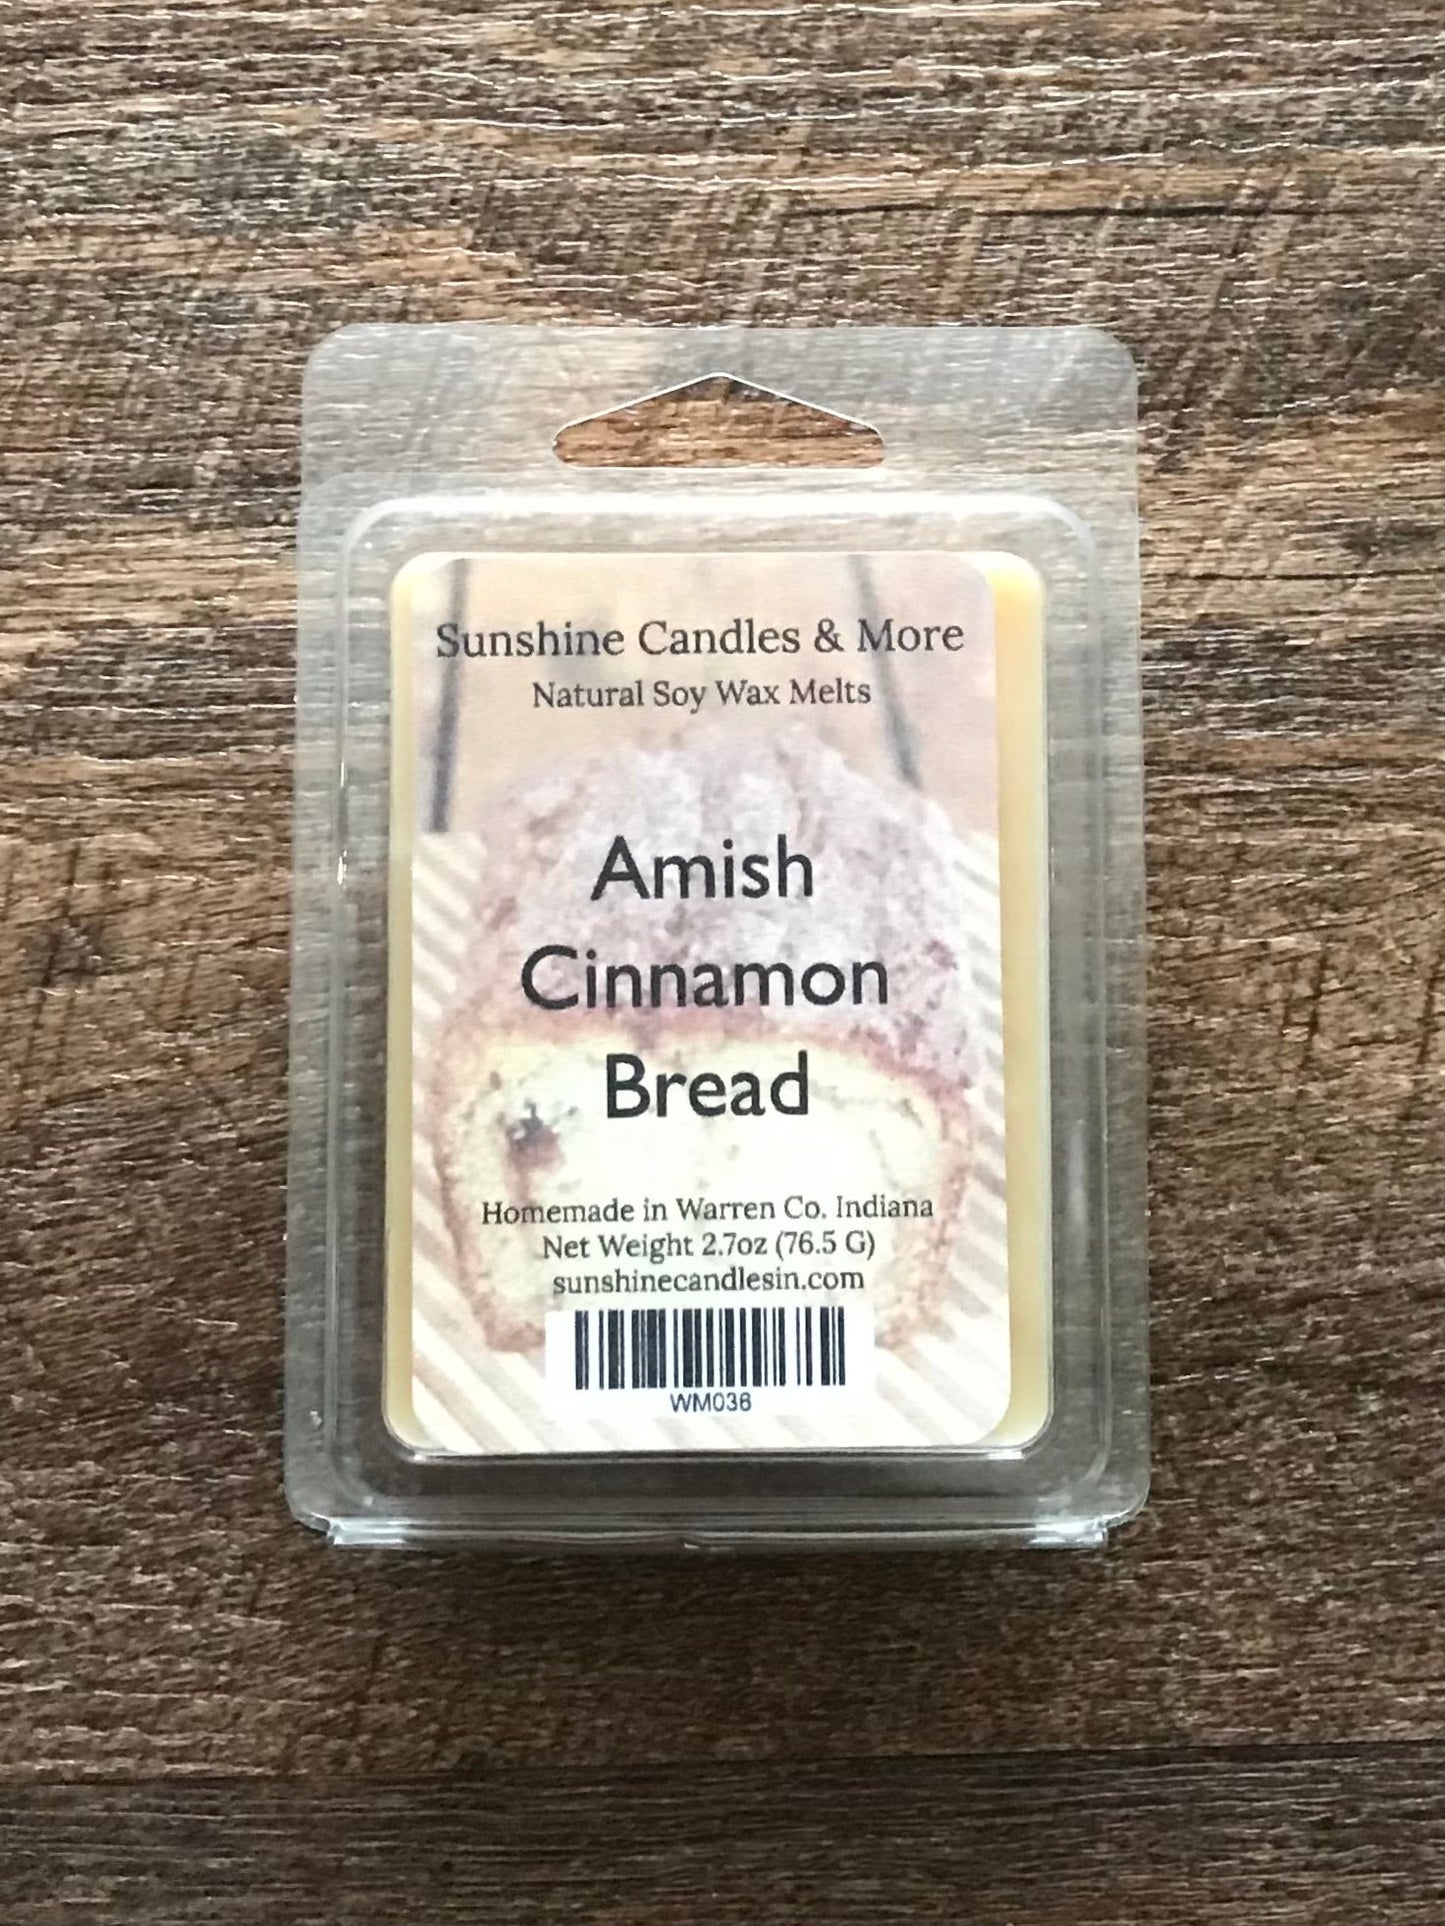 Sunshine Candles & More
Natural Soy Wax Melts
Amish
Cinnamon
Bread
Homemade in Warren Co. Indiana
Net Weight 2.7oz (76.5 G)
sunshinecandlesin.com
WM036